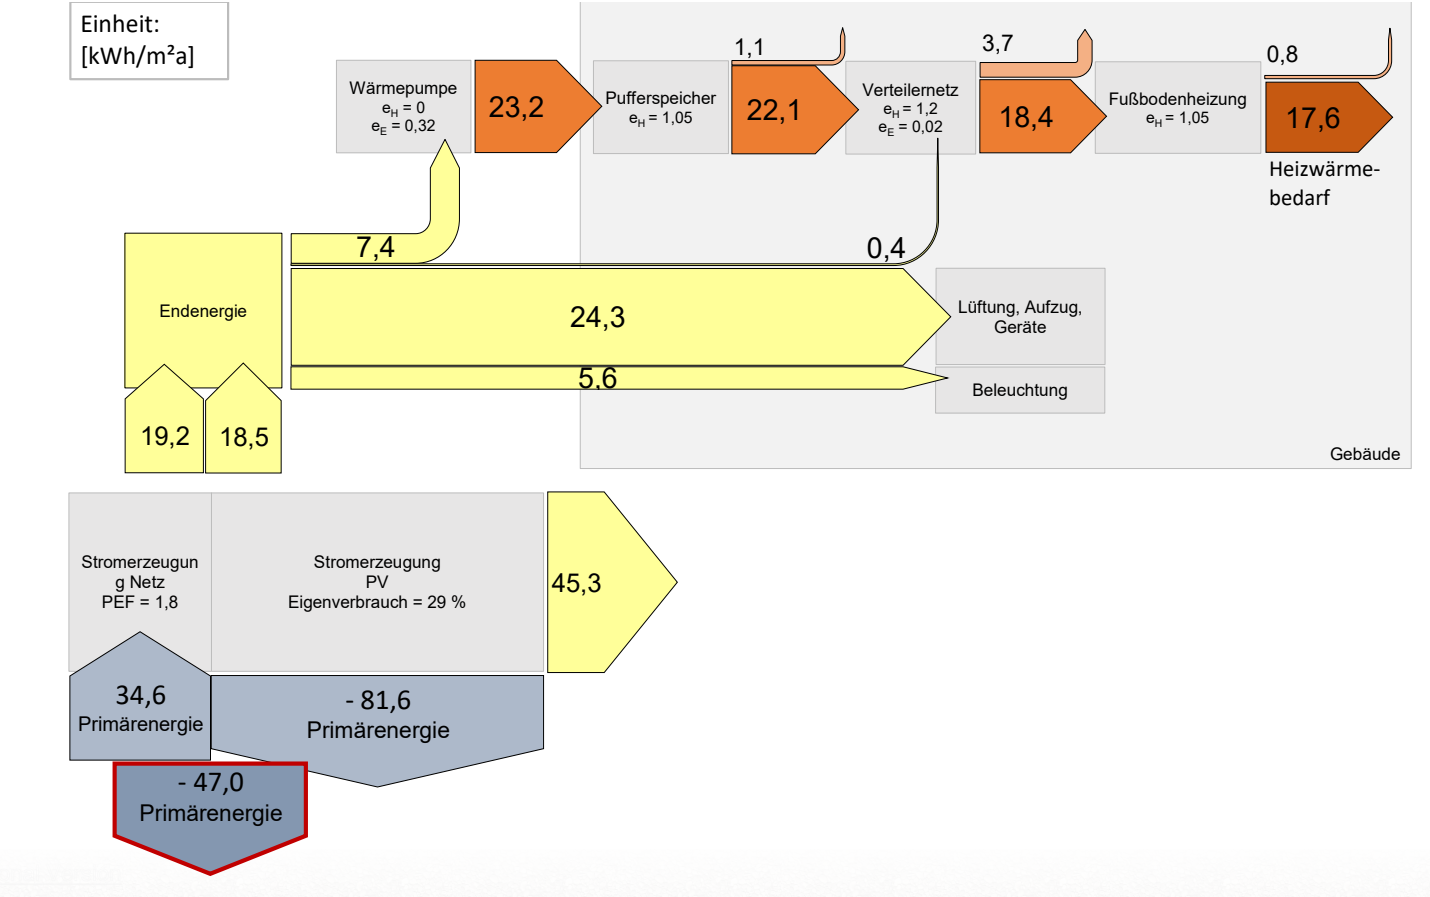 Einheit:
[kWh/m²a]
Wärmepumpe
eH = 0
eE = 0,32
23,2
Pufferspeicher
eH = 1,05
1,1
22,1
Verteilernetz
eH = 1,2
eE = 0,02
3,7
18,4
Fußbodenheizung
eH = 1,05
0,8
17,6
Heizwärme-
bedarf
7,4
0,4
Endenergie
24,3
Lüftung, Aufzug,
Geräte
5,6
Beleuchtung
19,2
18,5
Gebäude
Stromerzeugun
g Netz
PEF = 1,8
Stromerzeugung
PV
Eigenverbrauch = 29 %
45,3
34,6
Primärenergie
- 81,6
Primärenergie
- 47,0
Primärenergie